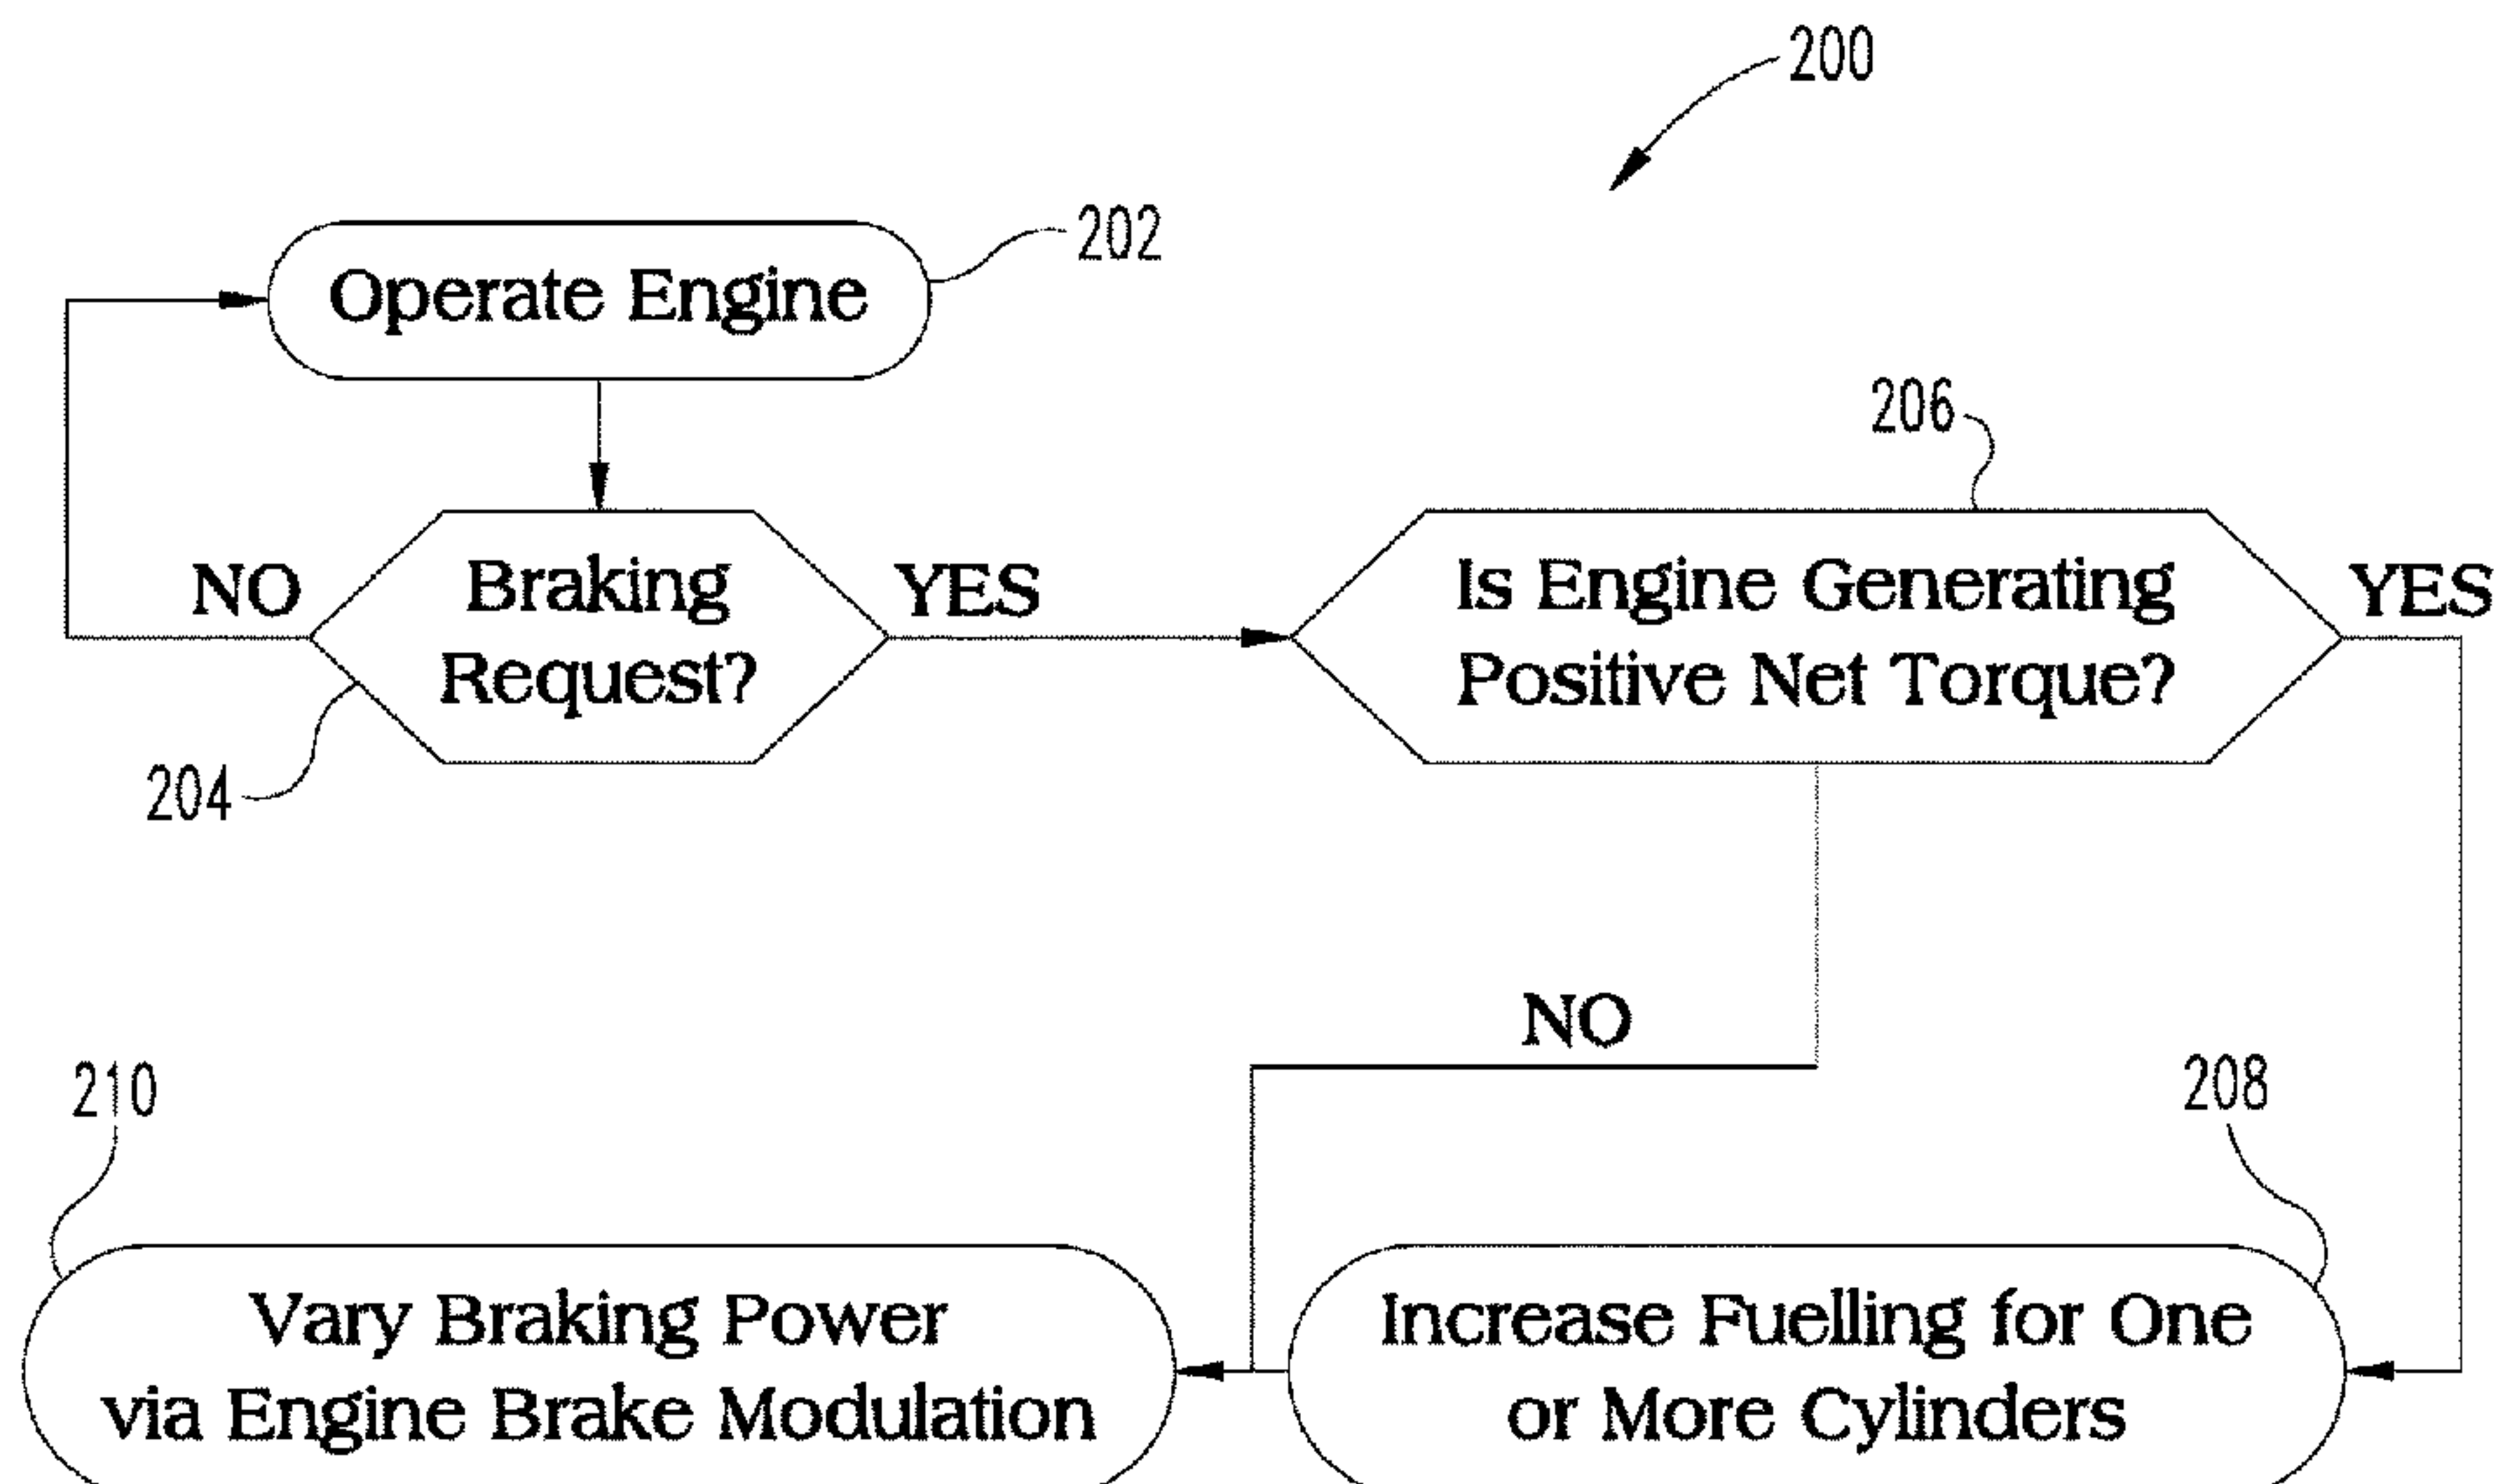 200
202
Operate Engine
206
NO
Braking
Request?
YES
Is Engine Generating
Positive Net Torque?
YES
204
NO
210
208
Vary Braking Power
via Engine Brake Modulation
Increase Fuelling for One
or More Cylinders